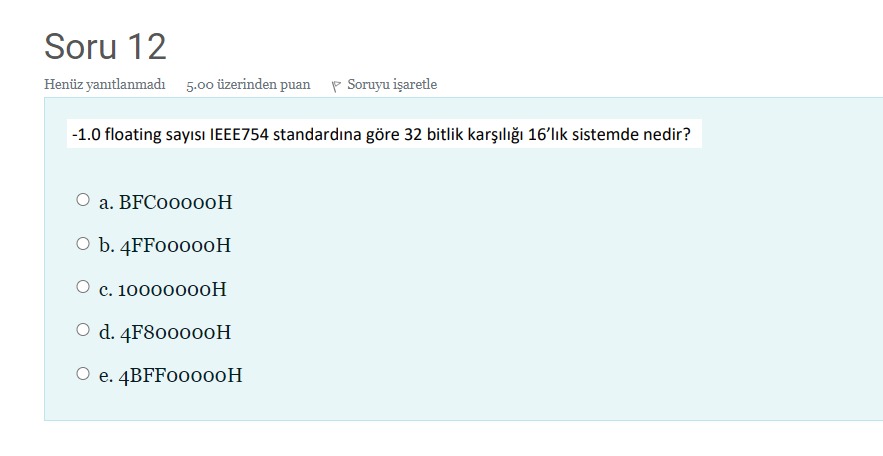 Soru 12
Henüz yanıtlanmadı 5.00 üzerinden puan Soruyu işaretle
-1.0 floating sayısı IEEE754 standardına göre 32 bitlik karşılığı 16’lık sistemde nedir?
a. BFC00000H
b. 4FF00000H
c. 10000000H
d. 4F800000H
e. 4BFF00000H